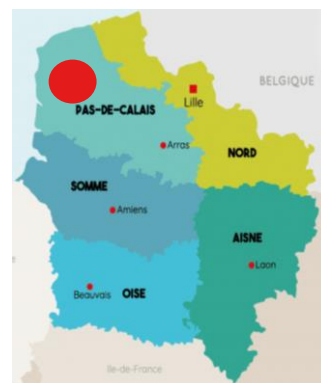 BELGIQUE
Lille
PAS-DE-CALAIS
Arras
NORD
SOMME
Amiens
AISNE
Laon
Beauvais
OISE
Ile-de-France